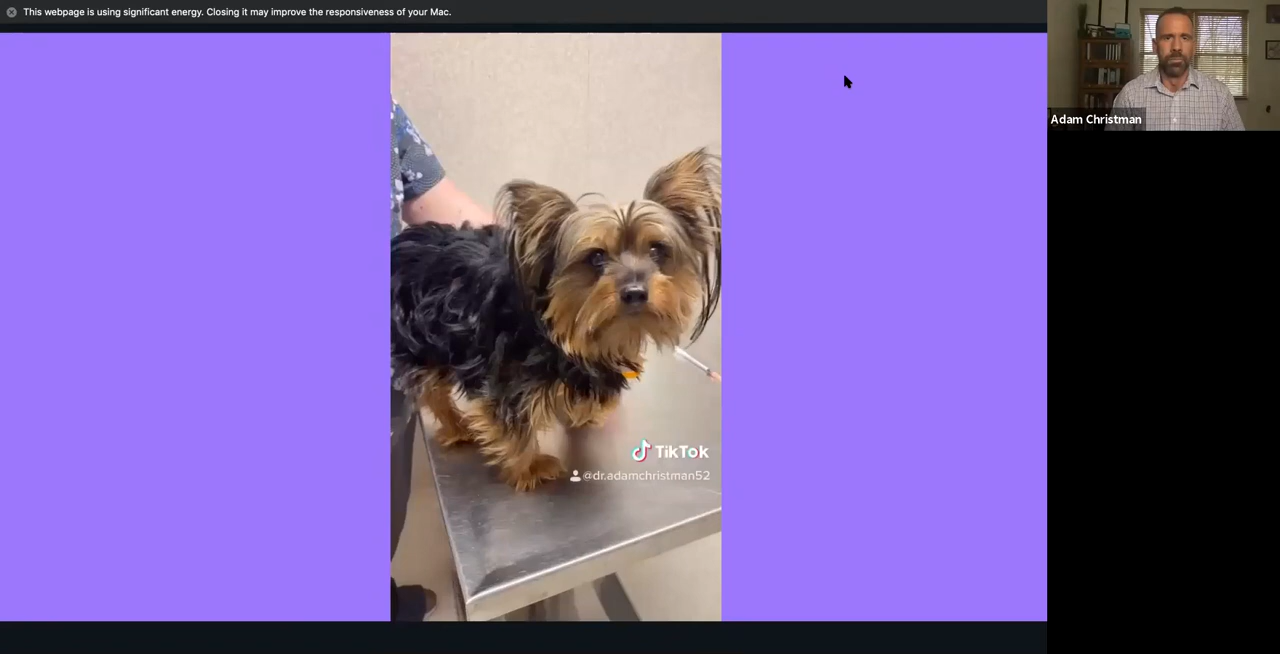 This webpage is using significant energy. Closing it may improve the responsiveness of your Mac.
Adam Christman
TikTok
@dr.adamchristman52